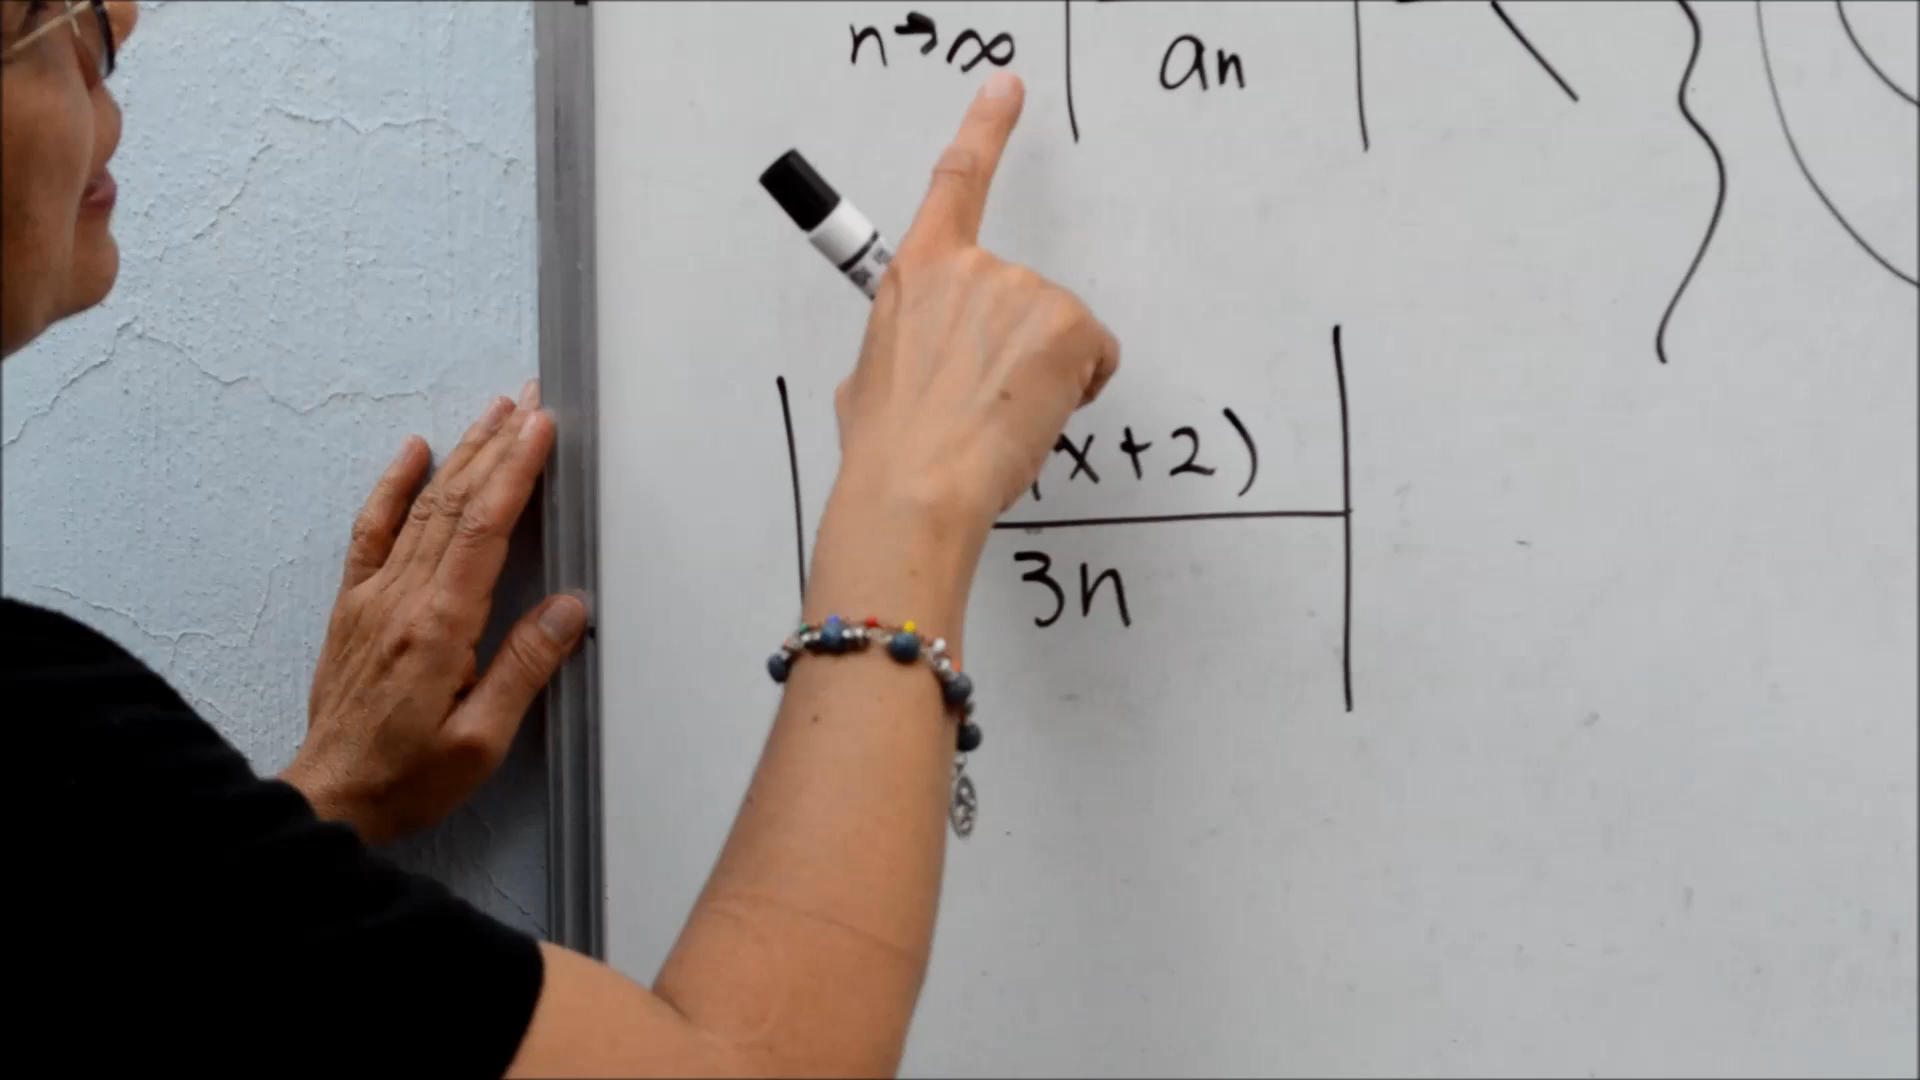 n→∞ | an |
| (x+2) |
3n